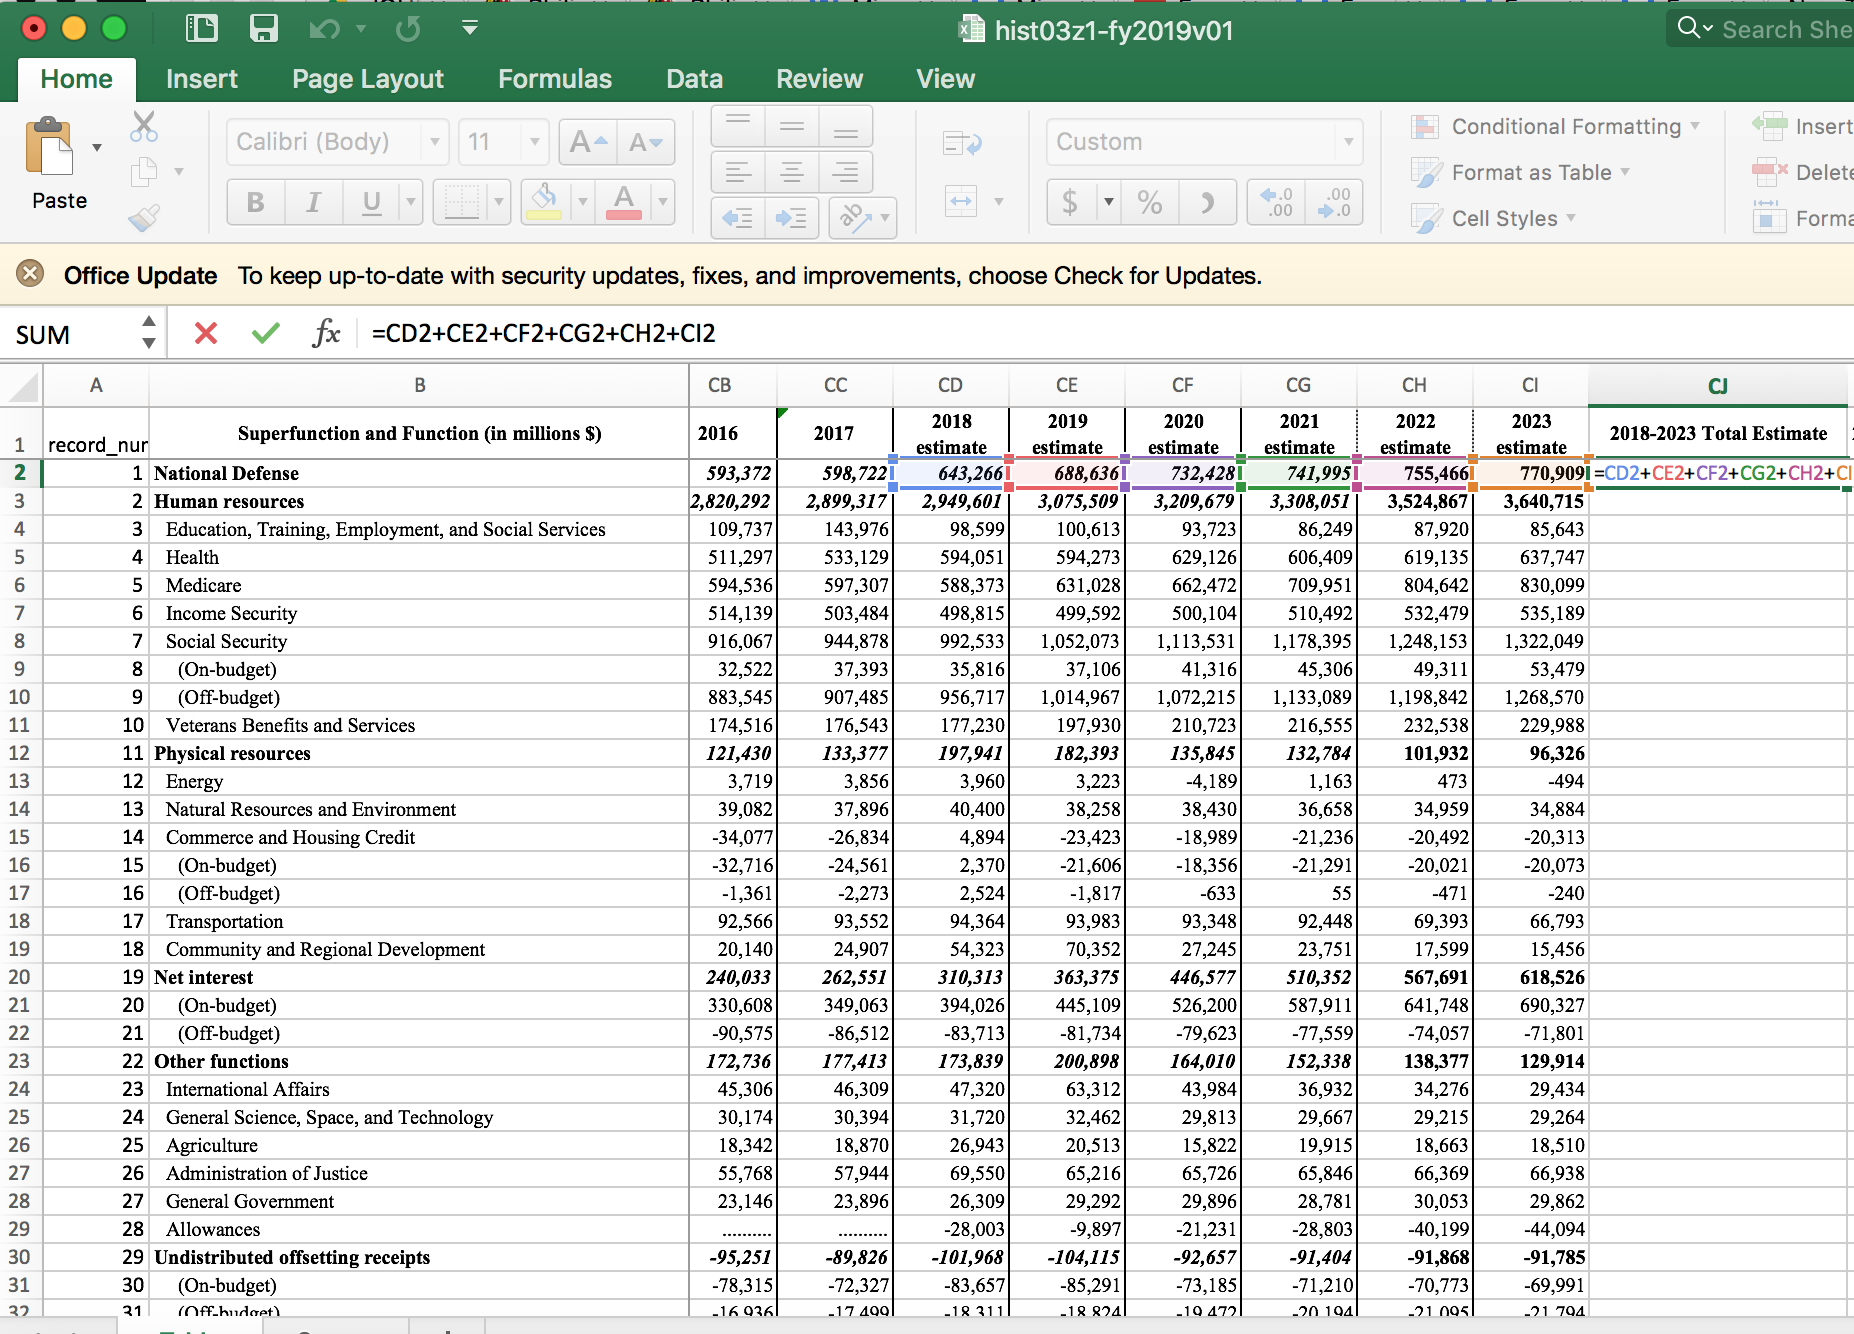 hist03z1-fy2019v01
Search She
Home Insert Page Layout Formulas Data Review View
Paste
Calibri (Body) 11
Custom
Conditional Formatting
Format as Table
Cell Styles
Insert
Delete
Forma
Office Update To keep up-to-date with security updates, fixes, and improvements, choose Check for Updates.
SUM fx =CD2+CE2+CF2+CG2+CH2+CI2
A B CB CC CD CE CF CG CH CI CJ
1 record_nur Superfunction and Function (in millions $) 2016 2017 2018 estimate 2019 estimate 2020 estimate 2021 estimate 2022 estimate 2023 estimate 2018-2023 Total Estimate
2 1 National Defense 593,372 598,722 643,266 688,636 732,428 741,995 755,466 770,909 =CD2+CE2+CF2+CG2+CH2+CI
3 2 Human resources 2,820,292 2,899,317 2,949,601 3,075,509 3,209,679 3,308,051 3,524,867 3,640,715
4 3 Education, Training, Employment, and Social Services 109,737 143,976 98,599 100,613 93,723 86,249 87,920 85,643
5 4 Health 511,297 533,129 594,051 594,273 629,126 606,409 619,135 637,747
6 5 Medicare 594,536 597,307 588,373 631,028 662,472 709,951 804,642 830,099
7 6 Income Security 514,139 503,484 498,815 499,592 500,104 510,492 532,479 535,189
8 7 Social Security 916,067 944,878 992,533 1,052,073 1,113,531 1,178,395 1,248,153 1,322,049
9 8 (On-budget) 32,522 37,393 35,816 37,106 41,316 45,306 49,311 53,479
10 9 (Off-budget) 883,545 907,485 956,717 1,014,967 1,072,215 1,133,089 1,198,842 1,268,570
11 10 Veterans Benefits and Services 174,516 176,543 177,230 197,930 210,723 216,555 232,538 229,988
12 11 Physical resources 121,430 133,377 197,941 182,393 135,845 132,784 101,932 96,326
13 12 Energy 3,719 3,856 3,960 3,223 -4,189 1,163 473 -494
14 13 Natural Resources and Environment 39,082 37,896 40,400 38,258 38,430 36,658 34,959 34,884
15 14 Commerce and Housing Credit -34,077 -26,834 4,894 -23,423 -18,989 -21,236 -20,492 -20,313
16 15 (On-budget) -32,716 -24,561 2,370 -21,606 -18,356 -21,291 -20,021 -20,073
17 16 (Off-budget) -1,361 -2,273 2,524 -1,817 -633 55 -471 -240
18 17 Transportation 92,566 93,552 94,364 93,983 93,348 92,448 69,393 66,793
19 18 Community and Regional Development 20,140 24,907 54,323 70,352 27,245 23,751 17,599 15,456
20 19 Net interest 240,033 262,551 310,313 363,375 446,577 510,352 567,691 618,526
21 20 (On-budget) 330,608 349,063 394,026 445,109 526,200 587,911 641,748 690,327
22 21 (Off-budget) -90,575 -86,512 -83,713 -81,734 -79,623 -77,559 -74,057 -71,801
23 22 Other functions 172,736 177,413 173,839 200,898 164,010 152,338 138,377 129,914
24 23 International Affairs 45,306 46,309 47,320 63,312 43,984 36,932 34,276 29,434
25 24 General Science, Space, and Technology 30,174 30,394 31,720 32,462 29,813 29,667 29,215 29,264
26 25 Agriculture 18,342 18,870 26,943 20,513 15,822 19,915 18,663 18,510
27 26 Administration of Justice 55,768 57,944 69,550 65,216 65,726 65,846 66,369 66,938
28 27 General Government 23,146 23,896 26,309 29,292 29,896 28,781 30,053 29,862
29 28 Allowances .......... .......... -28,003 -9,897 -21,231 -28,803 -40,199 -44,094
30 29 Undistributed offsetting receipts -95,251 -89,826 -101,968 -104,115 -92,657 -91,404 -91,868 -91,785
31 30 (On-budget) -78,315 -72,327 -83,657 -85,291 -73,185 -71,210 -70,773 -69,991
32 31 (Off-budget) -16,936 -17,499 -18,311 -18,824 -19,472 -20,194 -21,095 -21,794